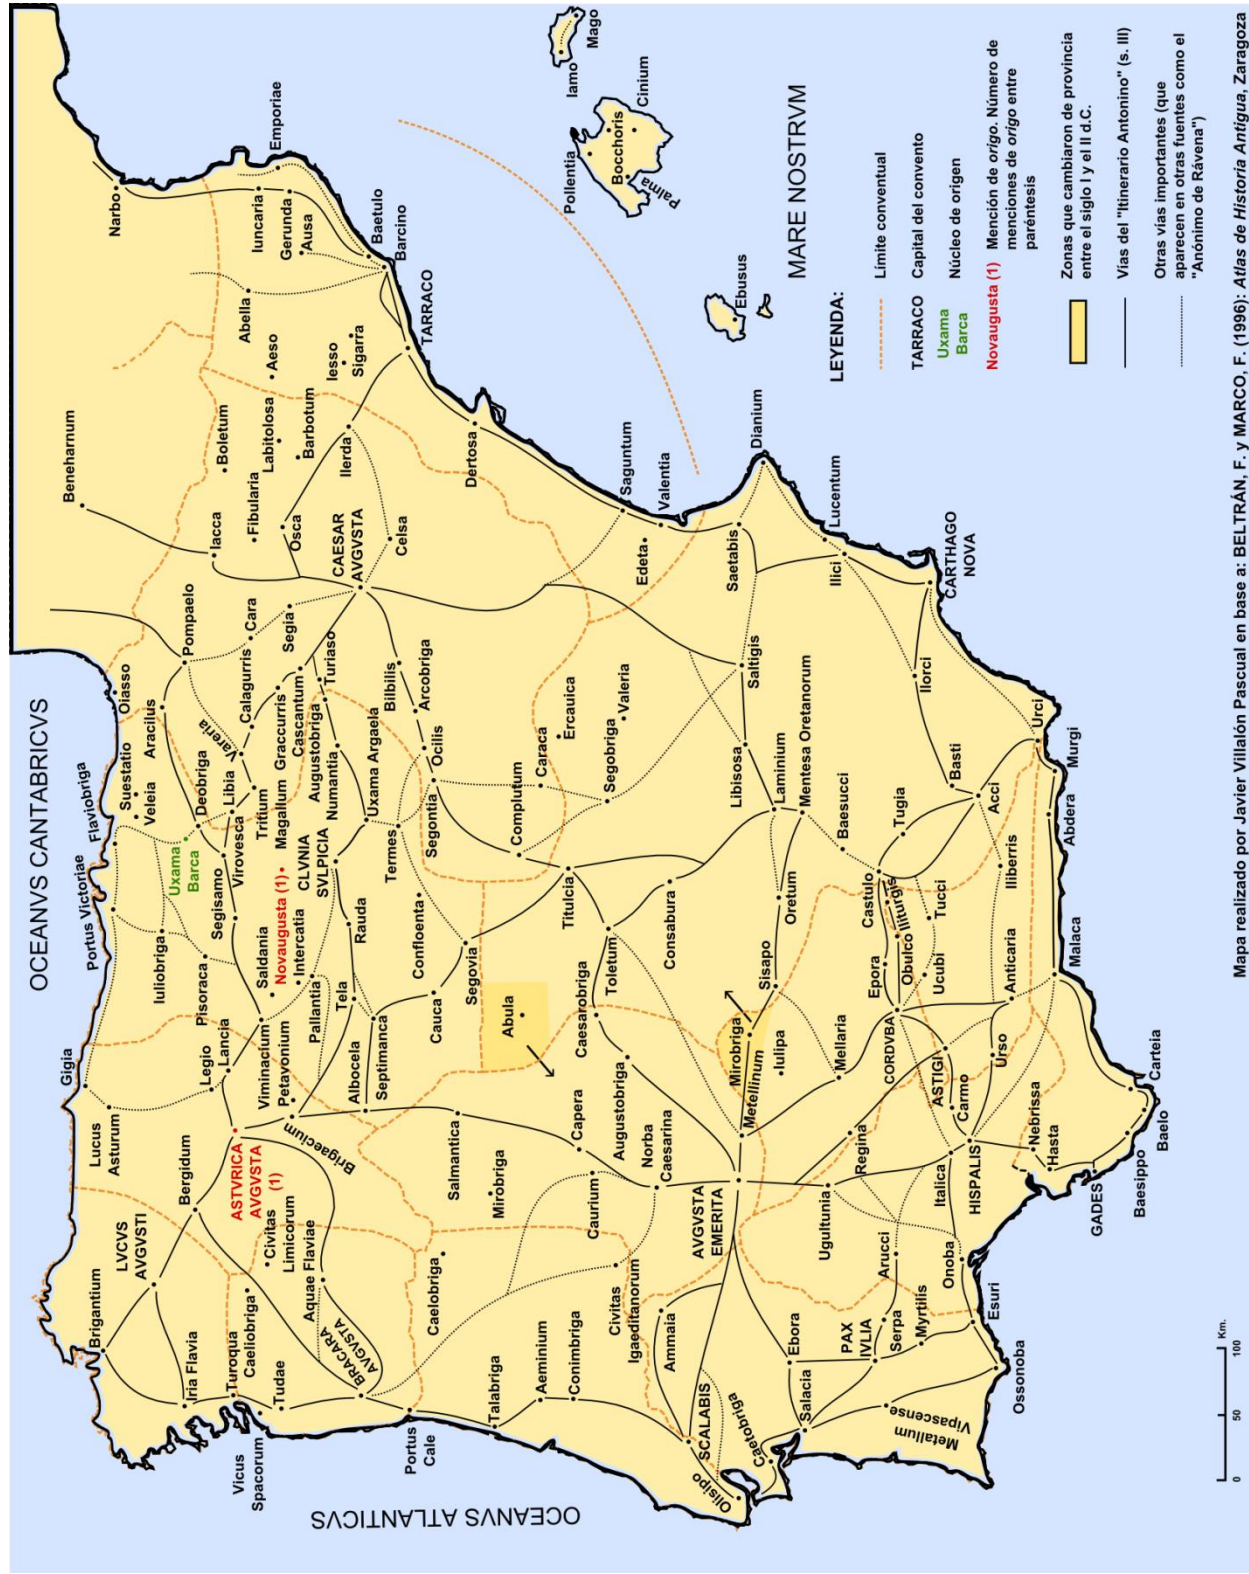 OCEANVS CANTABRICVS
OCEANVS ATLANTICVS
MARE NOSTRVM
Brigantium
LVCVS
AVGVSTI
Iria Flavia
Turoqua
Vicus
Spacorum
Caeliobriga
Tudae
Civitas
Limicorum
Aquae Flaviae
BRACARA
AVGVSTA
Bergidum
ASTVRICA
AVGVSTA
(1)
Gigia
Lucus
Asturum
Legio
Lancia
Brigaecium
Petavonium
Viminacium
Portus Victoriae
Flaviobriga
Iuliobriga
Pisoraca
Saldania
Novaugusta (1)
Intercatia
Pallantia
Tela
Albocela
Septimanca
Segisamo
Virovesca
Uxama
Barca
Deobriga
Libia
Tritium
Magallum
Suestatio
Veleia
Oiasso
Aracilus
Pompaelo
Vareria
Calagurris
Graccurris
Cascantum
Cara
Segia
Turiaso
Augustobriga
Numantia
Uxama Argaela
CLVNIA
SVLPICIA
Rauda
Termes
Confloenta
Cauca
Segovia
Segontia
Ocilis
Arcobriga
Bilbilis
Beneharnum
Iacca
Fibularia
Osca
CAESAR
AVGVSTA
Celsa
Boletum
Labitolosa
Barbotum
Ilerda
Aeso
Abella
Iesso
Sigarra
Narbo
Emporiae
Iuncaria
Gerunda
Ausa
Baetulo
Barcino
TARRACO
Dertosa
Saguntum
Valentia
Edeta
Saetabis
Dianium
Lucentum
Ilici
CARTHAGO
NOVA
Iamo
Mago
Pollentia
Bocchoris
Cinium
Palma
Ebusus
Portus
Cale
Caelobriga
Talabriga
Aeminium
Conimbriga
Civitas
Igaeditanorum
Salmantica
Mirobriga
Capera
Caurium
Augustobriga
Norba
Caesarina
Abula
Caesarobriga
Toletum
Titulcia
Complutum
Caraca
Ercauica
Segobriga
Valeria
Consabura
Saltigis
Libisosa
Laminium
Mentesa Oretanorum
Oretum
Sisapo
Mirobriga
Iulipa
Metellinum
AVGVSTA
EMERITA
Ammaia
SCALABIS
Olisipo
Caetobriga
Salacia
Ebora
PAX
IVLIA
Serpa
Myrtilis
Arucci
Metallum
Vipascense
Ossonoba
Esuri
Onoba
Ugultunia
Regina
Mellaria
Italica
HISPALIS
Nebrissa
Hasta
GADES
Baesippo
Baelo
Carteia
Carmo
ASTIGI
Urso
CORDVBA
Epora
Obulco
Iliturgis
Castulo
Ucubi
Tucci
Anticaria
Malaca
Iliberris
Baesucci
Tugia
Acci
Basti
Ilorci
Urci
Murgi
Abdera
LEYENDA:
Límite conventual
TARRACO Capital del convento
Uxama
Barca
Núcleo de origen
Novaugusta (1) Mención de origo. Número de
menciones de origo entre
paréntesis
Zonas que cambiaron de provincia
entre el siglo I y el II d.C.
Vías del "Itinerario Antonino" (s. III)
Otras vías importantes (que
aparecen en otras fuentes como el
"Anónimo de Rávena")
0 50 100 Km.
Mapa realizado por Javier Villalón Pascual en base a: BELTRÁN, F. y MARCO, F. (1996): Atlas de Historia Antigua, Zaragoza